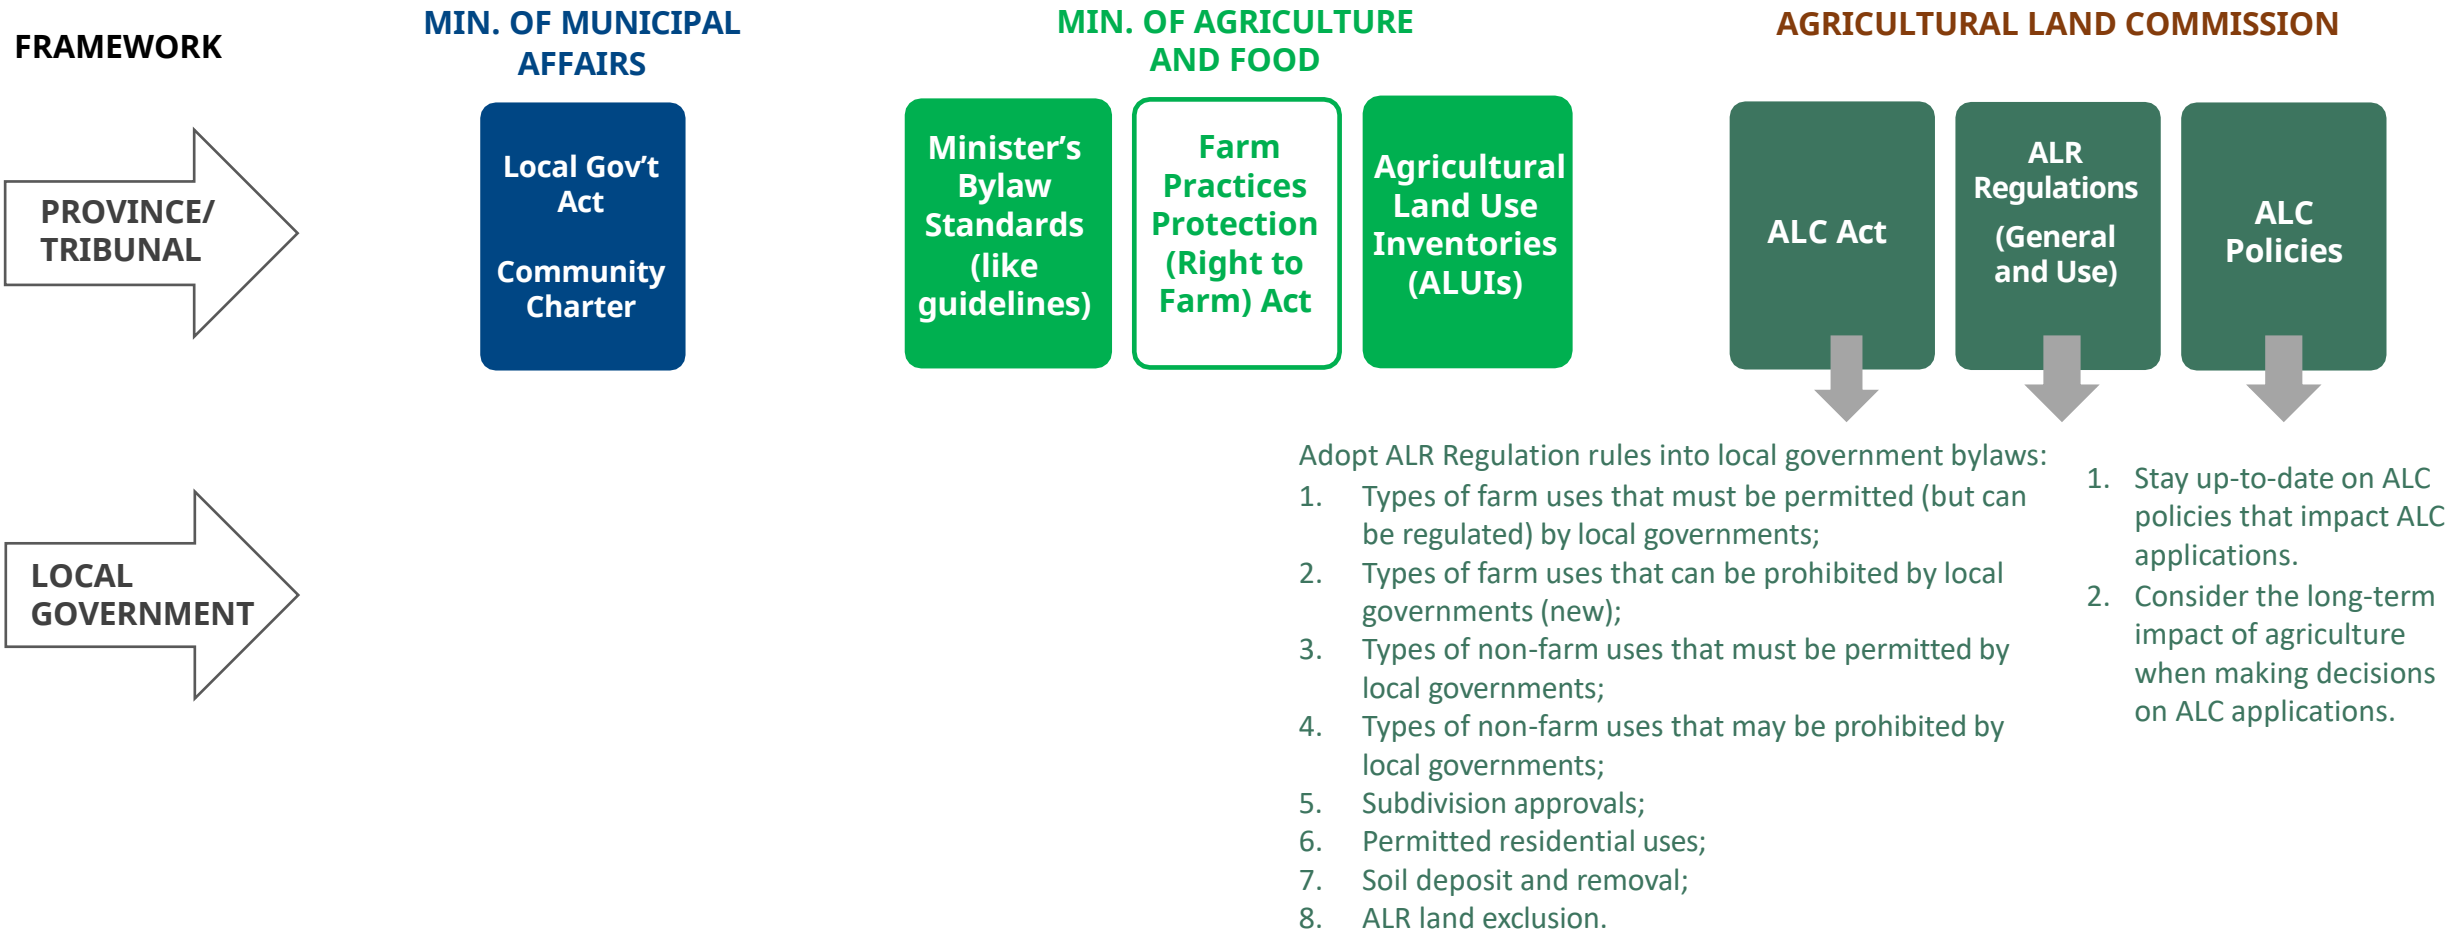 FRAMEWORK
MIN. OF MUNICIPAL
AFFAIRS
MIN. OF AGRICULTURE
AND FOOD
AGRICULTURAL LAND COMMISSION
PROVINCE/
TRIBUNAL
Local Gov’t
Act
Community
Charter
Minister’s
Bylaw
Standards
(like
guidelines)
Farm
Practices
Protection
(Right to
Farm) Act
Agricultural
Land Use
Inventories
(ALUIs)
ALC Act
ALR
Regulations
(General
and Use)
ALC
Policies
LOCAL
GOVERNMENT
Adopt ALR Regulation rules into local government bylaws:
1. Types of farm uses that must be permitted (but can
be regulated) by local governments;
2. Types of farm uses that can be prohibited by local
governments (new);
3. Types of non-farm uses that must be permitted by
local governments;
4. Types of non-farm uses that may be prohibited by
local governments;
5. Subdivision approvals;
6. Permitted residential uses;
7. Soil deposit and removal;
8. ALR land exclusion.
1. Stay up-to-date on ALC
policies that impact ALC
applications.
2. Consider the long-term
impact of agriculture
when making decisions
on ALC applications.